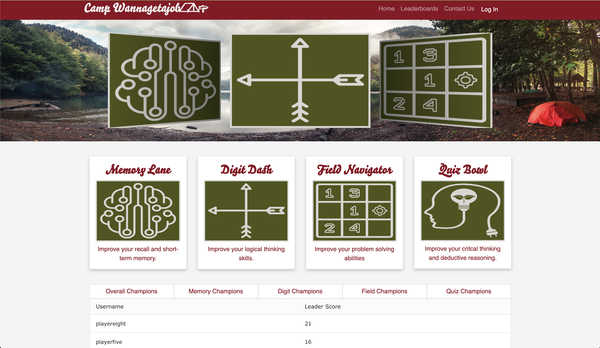 Camp Wannagetajob
Home Leaderboards Contact Us Log In
1 3
1
2 4
Memory Lane
Digit Dash
Field Navigator
Quiz Bowl
1 3
1
2 4
Improve your recall and short-
term memory.
Improve your logical thinking
skills.
Improve your problem solving
abilities
Improve your critcal thinking
and deductive reasoning.
Overall Champions Memory Champions Digit Champions Field Champions Quiz Champions
Username Leader Score
playereight 21
playerfive 16